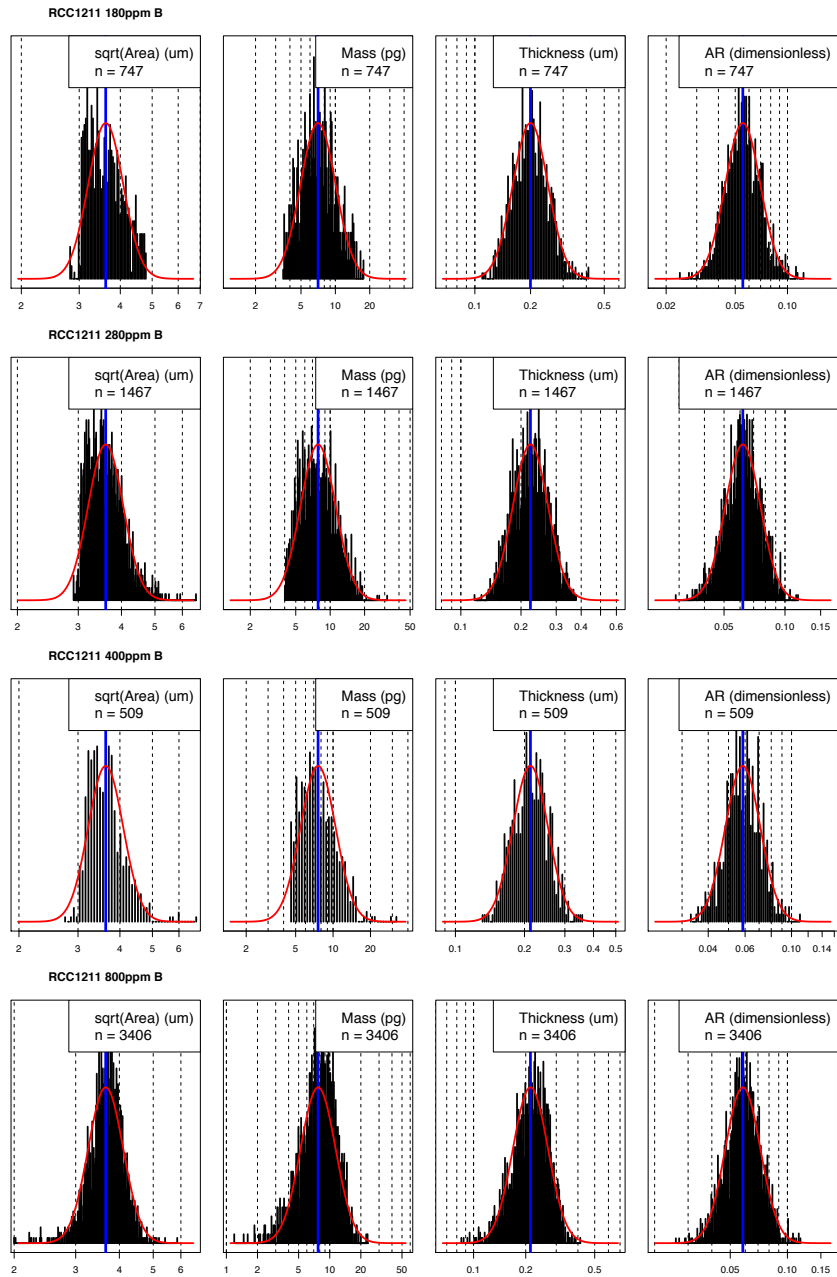 RCC1211 180ppm B
sqrt(Area) (um)
n = 747
2 3 4 5 6 7
Mass (pg)
n = 747
2 5 10 20
Thickness (um)
n = 747
0.1 0.2 0.5
AR (dimensionless)
n = 747
0.02 0.05 0.10
RCC1211 280ppm B
sqrt(Area) (um)
n = 1467
2 3 4 5 6
Mass (pg)
n = 1467
2 5 10 20 50
Thickness (um)
n = 1467
0.1 0.2 0.3 0.4 0.5 0.6
AR (dimensionless)
n = 1467
0.05 0.10 0.15
RCC1211 400ppm B
sqrt(Area) (um)
n = 509
2 3 4 5 6
Mass (pg)
n = 509
2 5 10 20
Thickness (um)
n = 509
0.1 0.2 0.3 0.4 0.5
AR (dimensionless)
n = 509
0.04 0.06 0.10 0.14
RCC1211 800ppm B
sqrt(Area) (um)
n = 3406
2 3 4 5 6
Mass (pg)
n = 3406
1 2 5 10 20 50
Thickness (um)
n = 3406
0.1 0.2 0.5
AR (dimensionless)
n = 3406
0.05 0.10 0.15